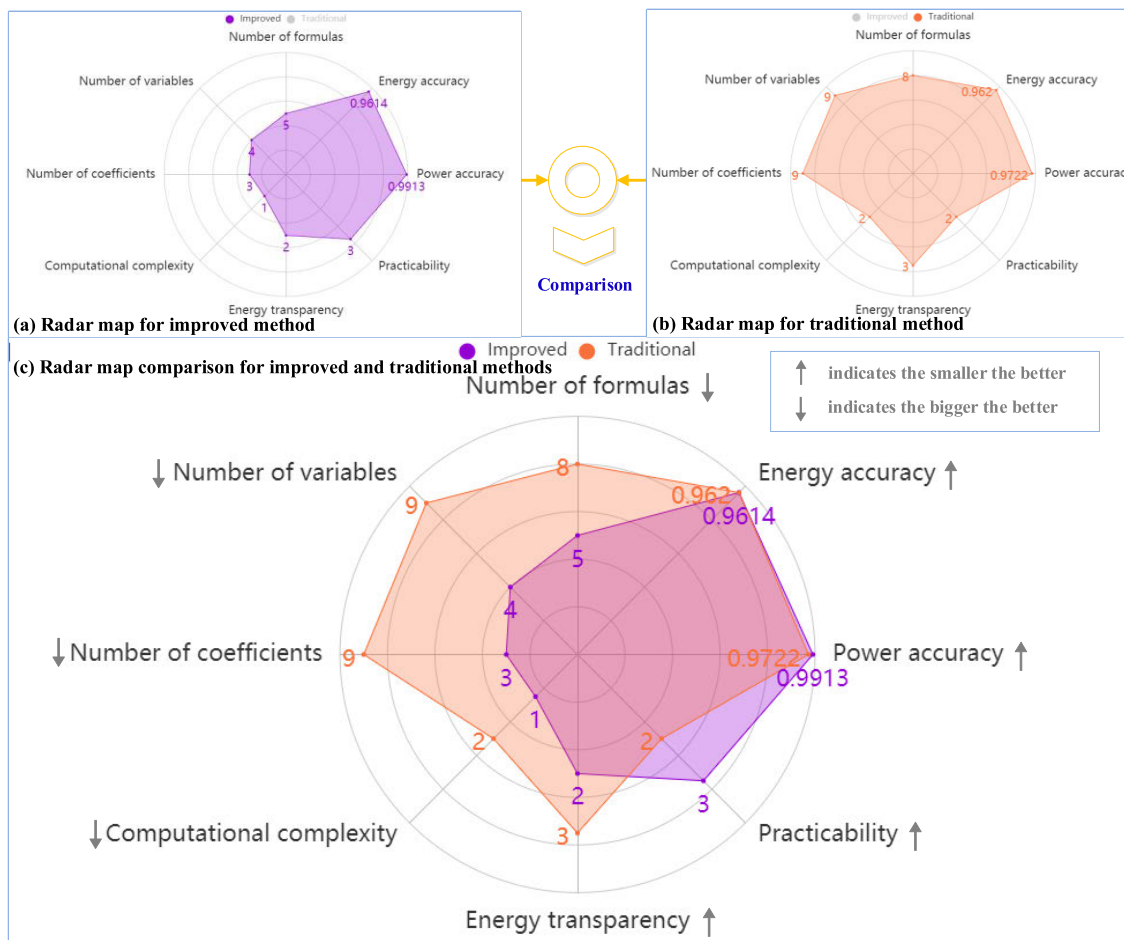 Improved Traditional
Number of formulas
Number of variables
Energy accuracy
0.9614
5
4
Number of coefficients
3
0.9913
Power accuracy
1
2
3
Computational complexity
Practicability
Energy transparency
(a) Radar map for improved method
Comparison
Improved Traditional
Number of formulas
Number of variables
8
Energy accuracy
9
0.962
Number of coefficients
9
0.9722
Power accurac
2
2
3
Computational complexity
Practicability
Energy transparency
(b) Radar map for traditional method
Improved Traditional
(c) Radar map comparison for improved and traditional methods
Number of formulas ↓
↑ indicates the smaller the better
↓ indicates the bigger the better
↓ Number of variables
8
Energy accuracy ↑
9
0.962
0.9614
5
4
↓ Number of coefficients
9
3
0.9722
0.9913
Power accuracy ↑
1
2
2
2
3
3
↓ Computational complexity
Practicability ↑
Energy transparency ↑